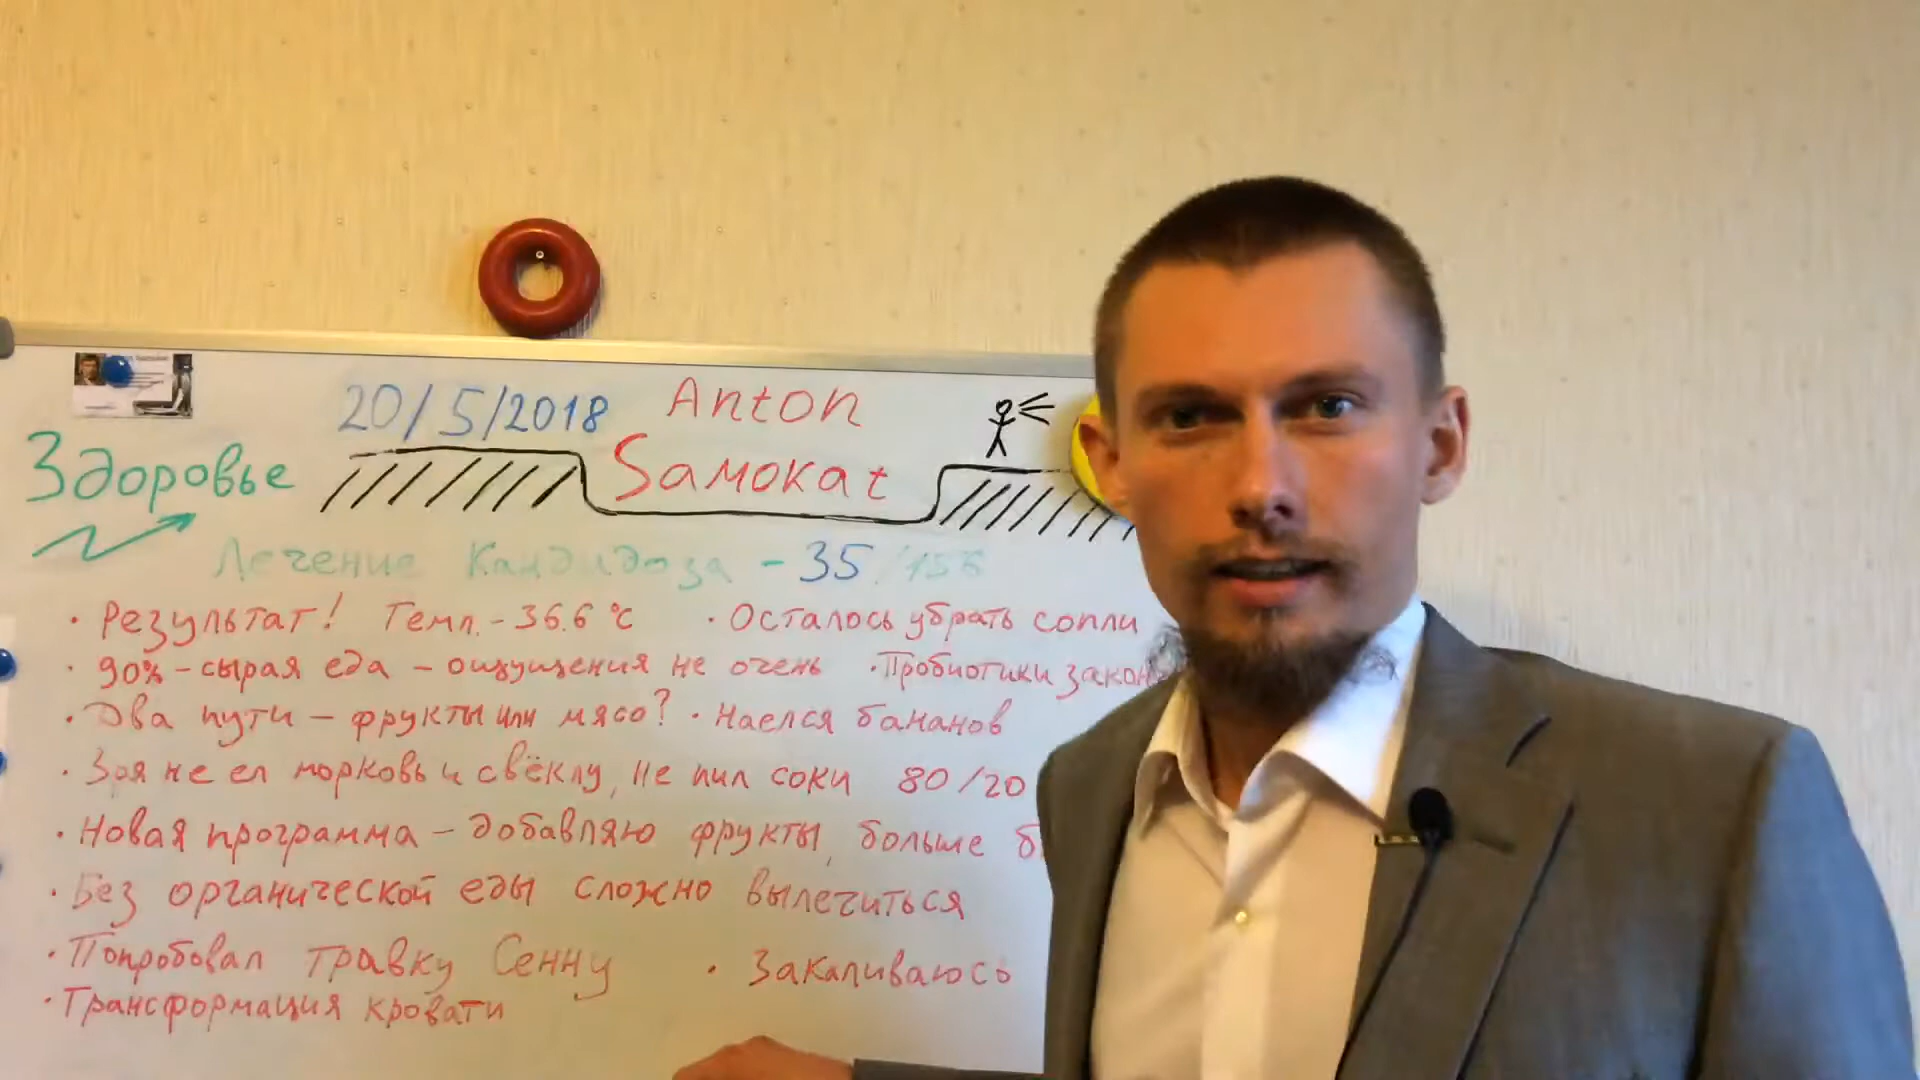 20/5/2018 Anton
Здоровье Samokat
Лечение Кандидоза - 35/156
· Результат! Темп. - 36.6 °C · Осталось убрать сопли
· 90% - сырая еда - ощущения не очень · Пробиотики
· Два пути - фрукты или мясо? · Наелся бананов
· Зря не ел морковь и свёклу, не пил соки 80/20
· Новая программа - добавляю фрукты, больше
· Без органической еды сложно вылечиться
· Попробовал травку Сенну · Закаливаюсь
· Трансформация кровати